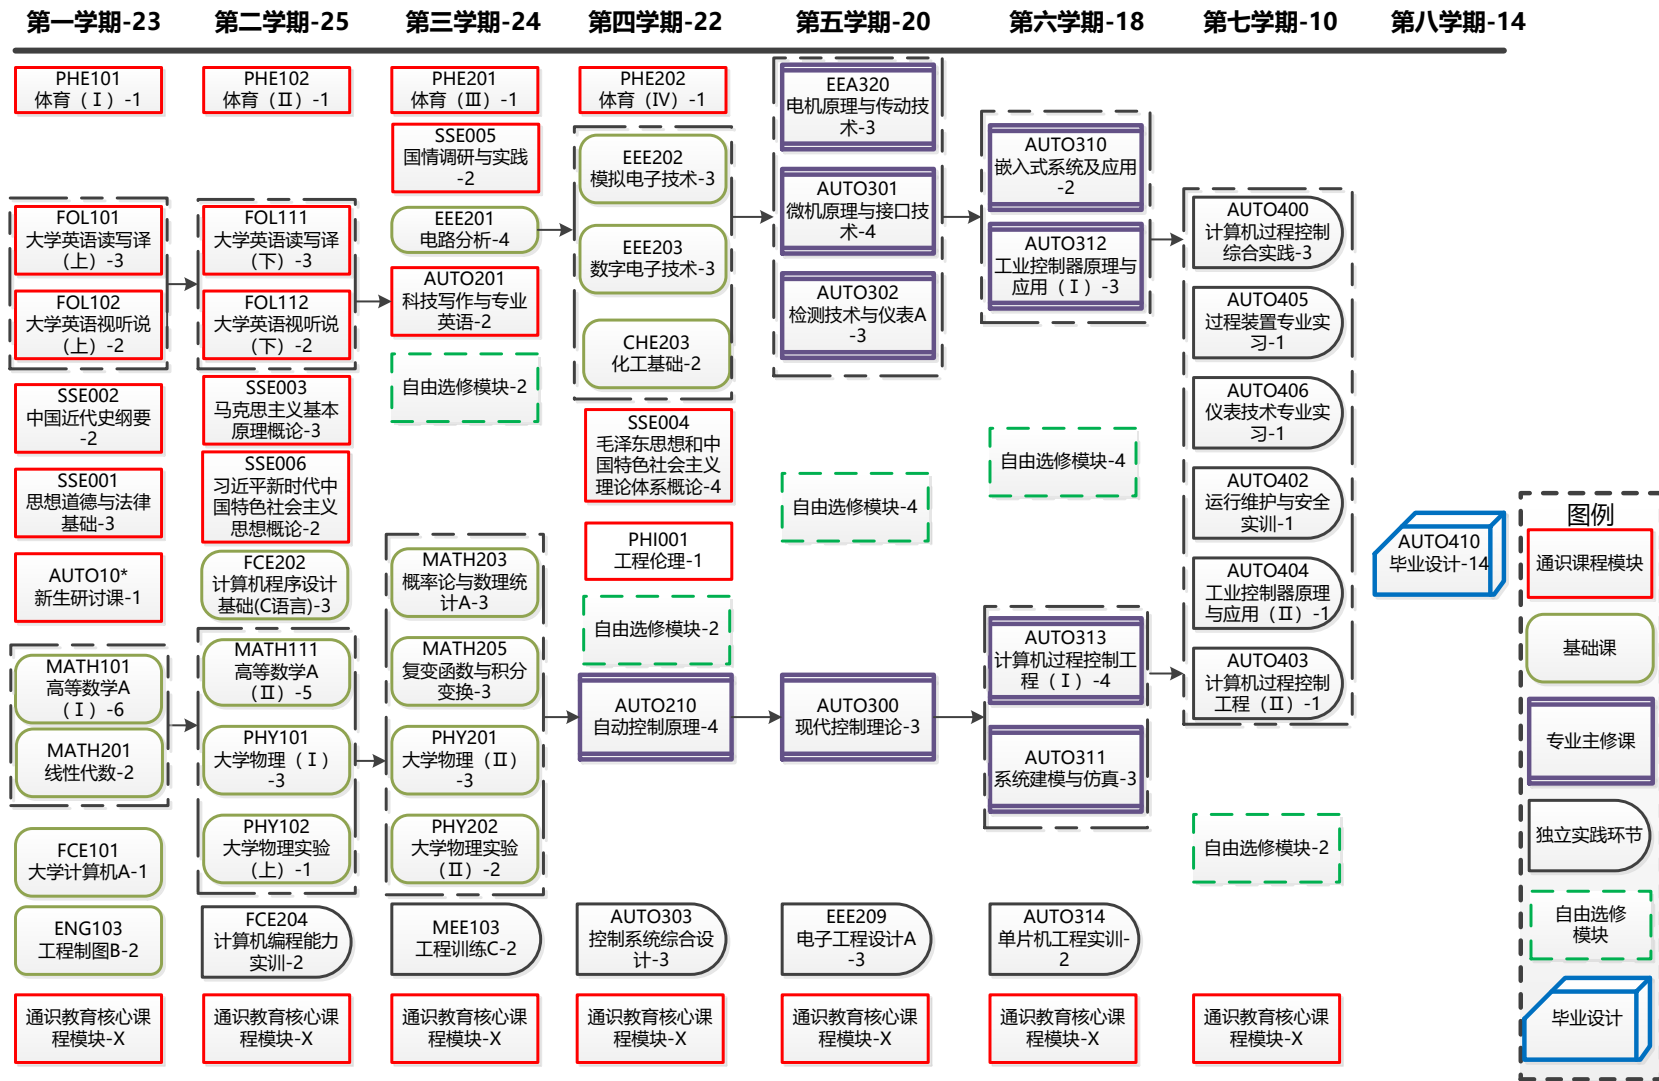 第一学期-23
第二学期-25
第三学期-24
第四学期-22
第五学期-20
第六学期-18
第七学期-10
第八学期-14
PHE101
体育（Ⅰ）-1
FOL101
大学英语读写译
（上）-3
FOL102
大学英语视听说
（上）-2
SSE002
中国近代史纲要
-2
SSE001
思想道德与法律
基础-3
AUTO10*
新生研讨课-1
MATH101
高等数学A
（Ⅰ）-6
MATH201
线性代数-2
FCE101
大学计算机A-1
ENG103
工程制图B-2
通识教育核心课
程模块-X
PHE102
体育（Ⅱ）-1
FOL111
大学英语读写译
（下）-3
FOL112
大学英语视听说
（下）-2
SSE003
马克思主义基本
原理概论-3
SSE006
习近平新时代中
国特色社会主义
思想概论-2
FCE202
计算机程序设计
基础(C语言)-3
MATH111
高等数学A
（Ⅱ）-5
PHY101
大学物理（Ⅰ）
-3
PHY102
大学物理实验
（上）-1
FCE204
计算机编程能力
实训-2
通识教育核心课
程模块-X
PHE201
体育（Ⅲ）-1
SSE005
国情调研与实践
-2
EEE201
电路分析-4
AUTO201
科技写作与专业
英语-2
自由选修模块-2
MATH203
概率论与数理统
计A-3
MATH205
复变函数与积分
变换-3
PHY201
大学物理（Ⅱ）
-3
PHY202
大学物理实验
（Ⅱ）-2
MEE103
工程训练C-2
通识教育核心课
程模块-X
PHE202
体育（Ⅳ）-1
EEE202
模拟电子技术-3
EEE203
数字电子技术-3
CHE203
化工基础-2
SSE004
毛泽东思想和中
国特色社会主义
理论体系概论-4
PHI001
工程伦理-1
自由选修模块-2
AUTO210
自动控制原理-4
AUTO303
控制系统综合设
计-3
通识教育核心课
程模块-X
EEA320
电机原理与传动技
术-3
AUTO301
微机原理与接口技
术-4
AUTO302
检测技术与仪表A
-3
自由选修模块-4
AUTO300
现代控制理论-3
EEE209
电子工程设计A
-3
通识教育核心课
程模块-X
AUTO310
嵌入式系统及应用
-2
AUTO312
工业控制器原理与
应用（Ⅰ）-3
自由选修模块-4
AUTO313
计算机过程控制工
程（Ⅰ）-4
AUTO311
系统建模与仿真-3
AUTO314
单片机工程实训-
2
通识教育核心课
程模块-X
AUTO400
计算机过程控制
综合实践-3
AUTO405
过程装置专业实
习-1
AUTO406
仪表技术专业实
习-1
AUTO402
运行维护与安全
实训-1
AUTO404
工业控制器原理
与应用（Ⅱ）-1
AUTO403
计算机过程控制
工程（Ⅱ）-1
自由选修模块-2
通识教育核心课
程模块-X
AUTO410
毕业设计-14
图例
通识课程模块
基础课
专业主修课
独立实践环节
自由选修
模块
毕业设计